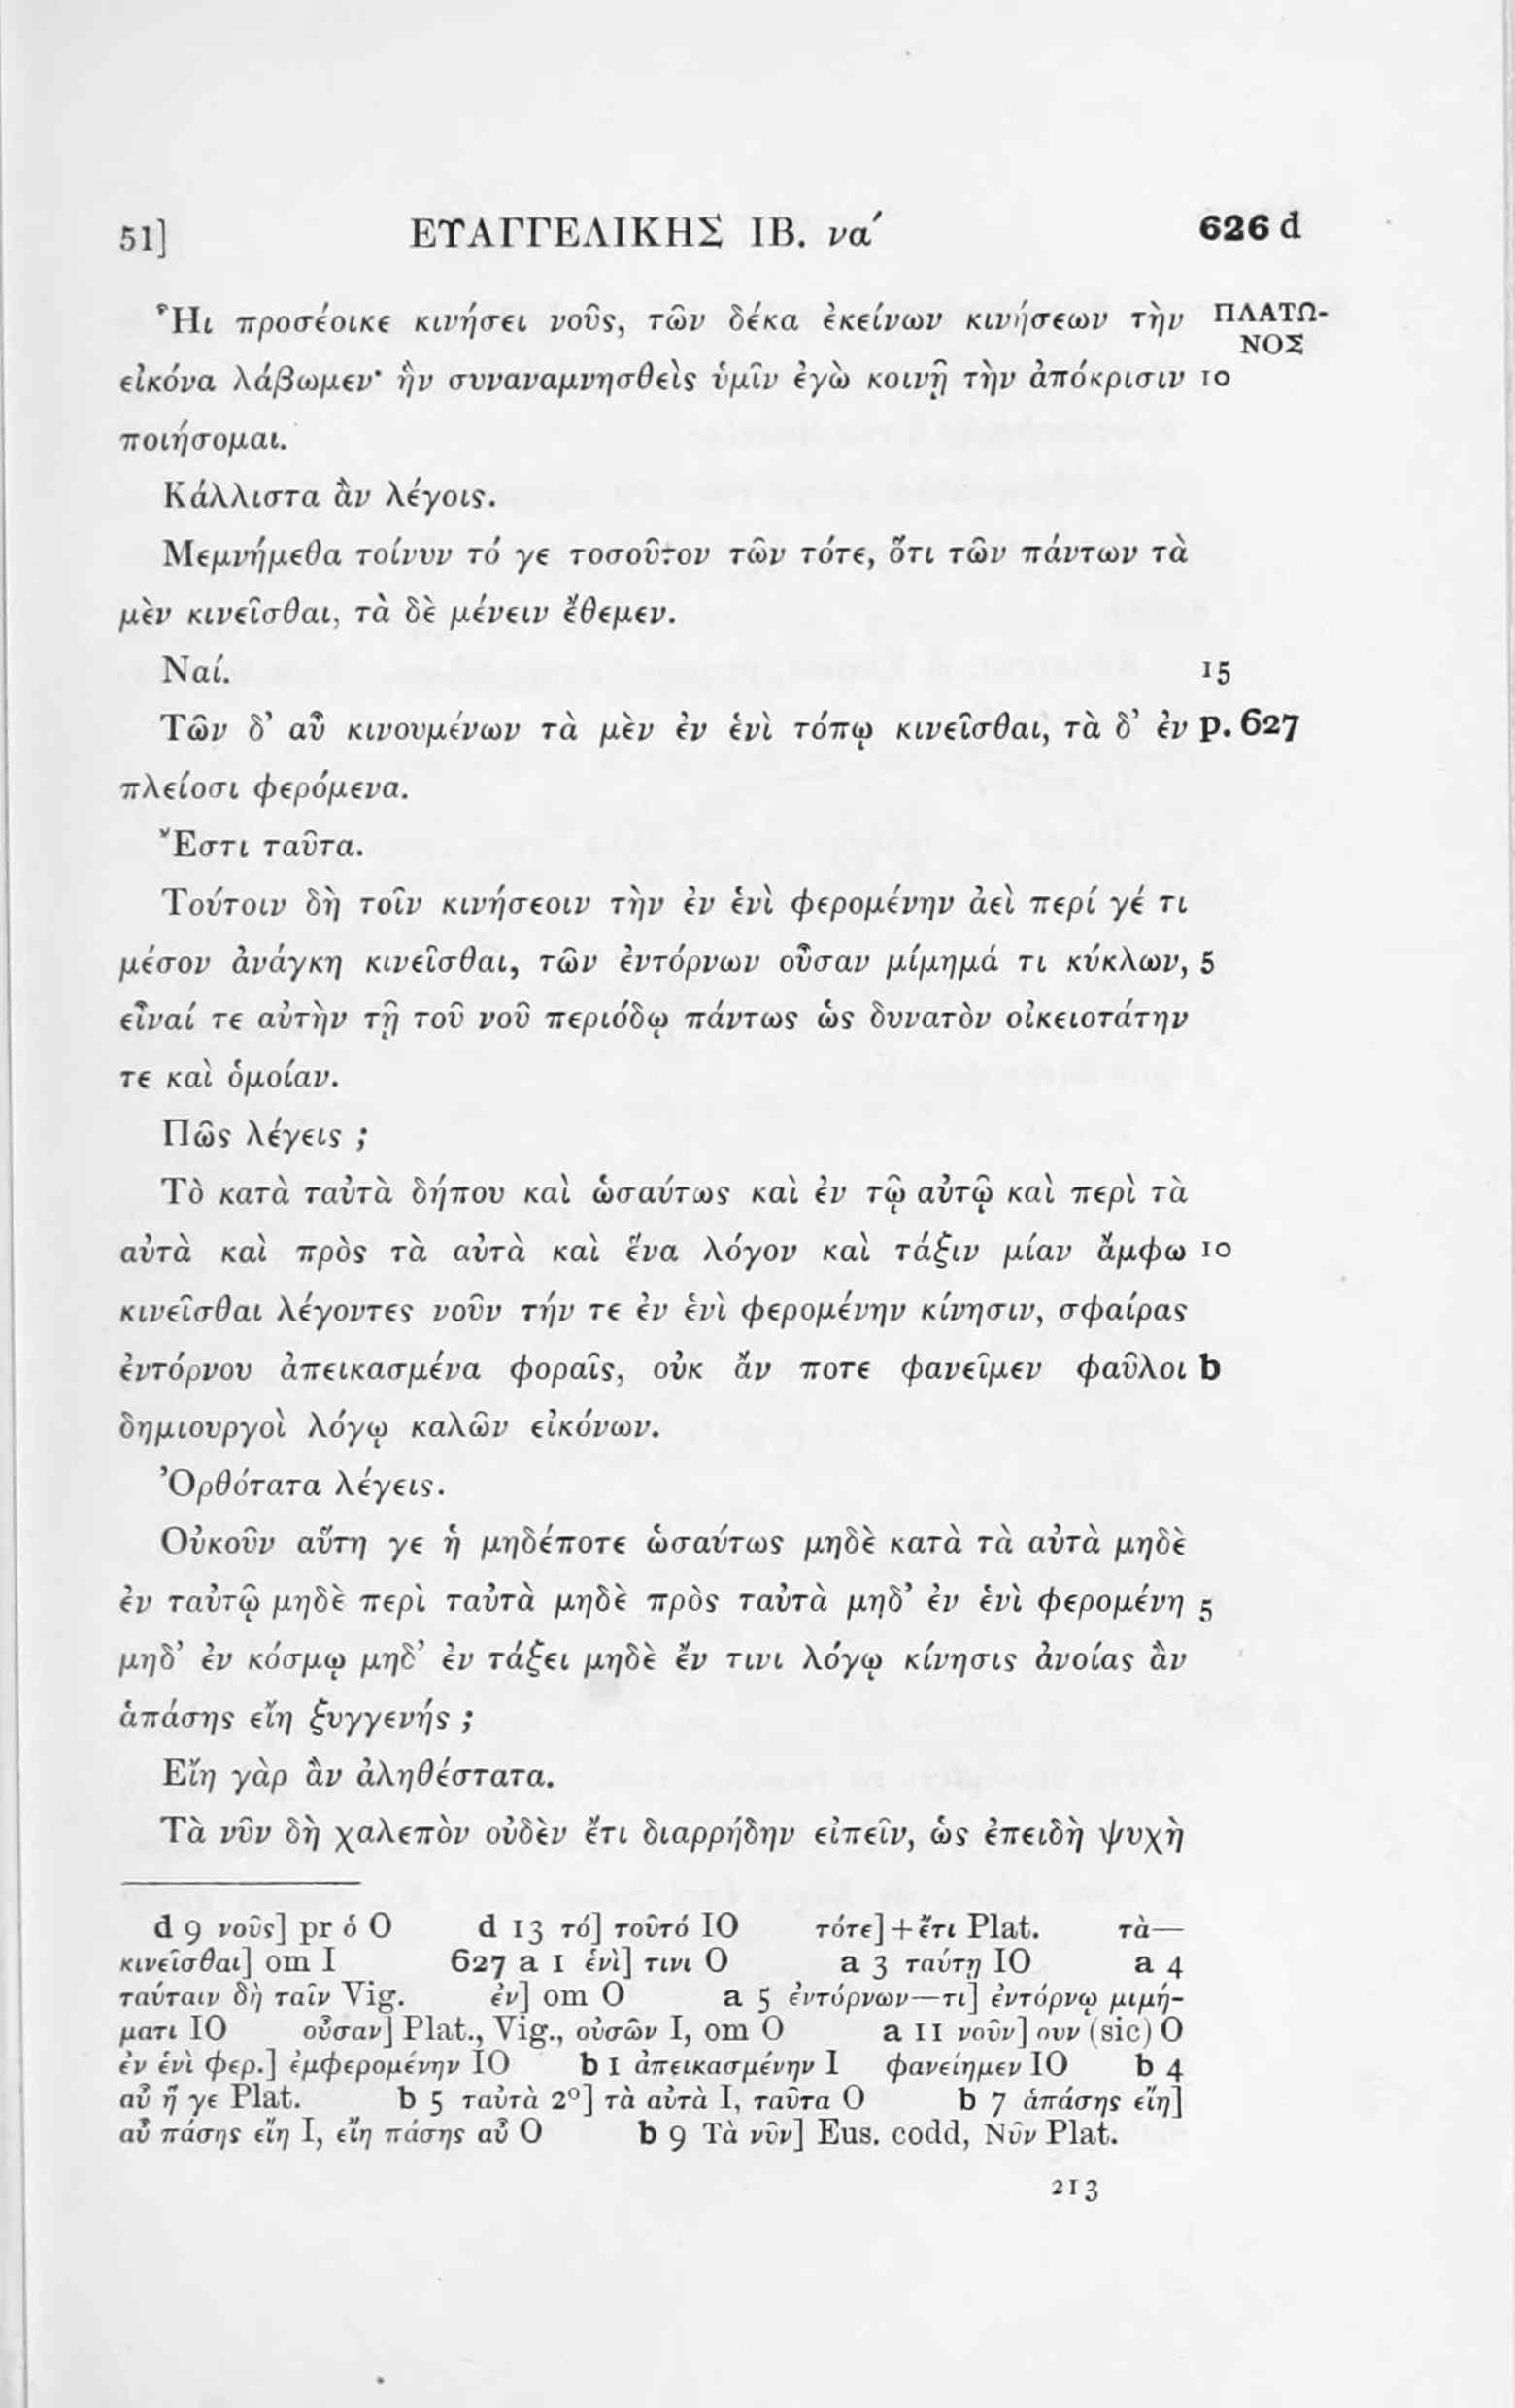 51] ΕΥΑΓΓΕΛΙΚΗΣ ΙΒ. να´ 626 d
Ἧι προσέοικε κινήσει νοῦς, τῶν δέκα ἐκείνων κινήσεων τὴν ΠΛΑΤΩ-
ΝΟΣ
εἰκόνα λάβωμεν· ἣν συναναμνησθεὶς ὑμῖν ἐγὼ κοινῇ τὴν ἀπόκρισιν 10
ποιήσομαι.
Κάλλιστα ἂν λέγοις.
Μεμνήμεθα τοίνυν τό γε τοσοῦτον τῶν τότε, ὅτι τῶν πάντων τὰ
μὲν κινεῖσθαι, τὰ δὲ μένειν ἔθεμεν.
Ναί. 15
Τῶν δ’ αὖ κινουμένων τὰ μὲν ἐν ἑνὶ τόπῳ κινεῖσθαι, τὰ δ’ ἐν p. 627
πλείοσι φερόμενα.
Ἔστι ταῦτα.
Τούτοιν δὴ τοῖν κινήσεοιν τὴν ἐν ἑνὶ φερομένην ἀεὶ περί γέ τι
μέσον ἀνάγκη κινεῖσθαι, τῶν ἐντόρνων οὖσαν μίμημά τι κύκλων, 5
εἶναί τε αὐτὴν τῇ τοῦ νοῦ περιόδῳ πάντως ὡς δυνατὸν οἰκειοτάτην
τε καὶ ὁμοίαν.
Πῶς λέγεις ;
Τὸ κατὰ ταὐτὰ δήπου καὶ ὡσαύτως καὶ ἐν τῷ αὐτῷ καὶ περὶ τὰ
αὐτὰ καὶ πρὸς τὰ αὐτὰ καὶ ἕνα λόγον καὶ τάξιν μίαν ἄμφω 10
κινεῖσθαι λέγοντες νοῦν τήν τε ἐν ἑνὶ φερομένην κίνησιν, σφαίρας
ἐντόρνου ἀπεικασμένα φοραῖς, οὐκ ἄν ποτε φανεῖμεν φαῦλοι b
δημιουργοὶ λόγῳ καλῶν εἰκόνων.
Ὀρθότατα λέγεις.
Οὐκοῦν αὕτη γε ἡ μηδέποτε ὡσαύτως μηδὲ κατὰ τὰ αὐτὰ μηδὲ
ἐν ταὐτῷ μηδὲ περὶ ταὐτὰ μηδὲ πρὸς ταὐτὰ μηδ’ ἐν ἑνὶ φερομένη 5
μηδ’ ἐν κόσμῳ μηδ’ ἐν τάξει μηδὲ ἔν τινι λόγῳ κίνησις ἀνοίας ἂν
ἁπάσης εἴη ξυγγενής ;
Εἴη γὰρ ἂν ἀληθέστατα.
Τὰ νῦν δὴ χαλεπὸν οὐδὲν ἔτι διαρρήδην εἰπεῖν, ὡς ἐπειδὴ ψυχὴ
d 9 νοῦς] pr ὁ O d 13 τό] τοῦτό IO τότε] + ἔτι Plat. τὰ—
κινεῖσθαι] om I 627 a 1 ἑνὶ] τινι O a 3 ταύτῃ IO a 4
ταύταιν δὴ ταῖν Vig. ἐν] om O a 5 ἐντόρνων—τι] ἐντόρνῳ μιμή-
ματι IO οὖσαν] Plat., Vig., οὐσῶν I, om O a 11 νοῦν] ουν (sic) O
ἐν ἑνὶ φερ.] ἐμφερομένην IO b 1 ἀπεικασμένην I φανείημεν IO b 4
αὖ ἥ γε Plat. b 5 ταὐτὰ 2º] τὰ αὐτὰ I, ταῦτα O b 7 ἁπάσης εἴη]
αὖ πάσης εἴη I, εἴη πάσης αὖ O b 9 Τὰ νῦν] Eus. codd, Νῦν Plat.
213